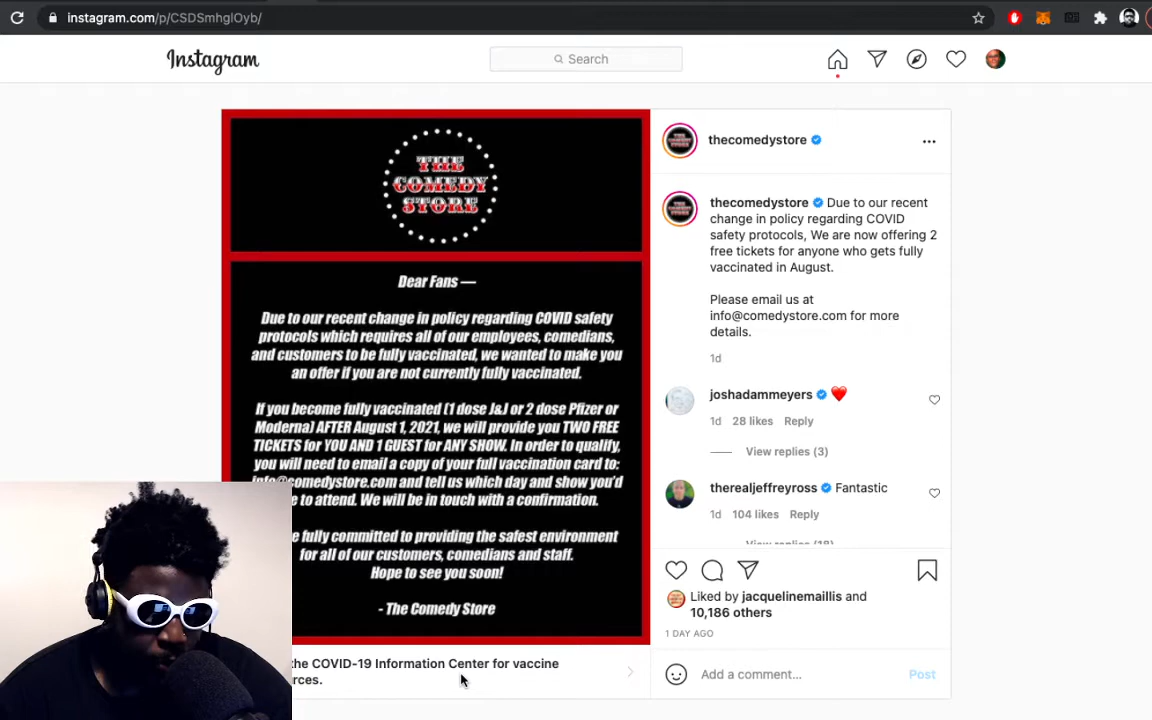 instagram.com/p/CSDSmhglOyb/
Instagram
Search
THE
COMEDY
STORE
Dear Fans —
Due to our recent change in policy regarding COVID safety
protocols which requires all of our employees, comedians,
and customers to be fully vaccinated, we wanted to make you
an offer if you are not currently fully vaccinated.
If you become fully vaccinated (1 dose J&J or 2 dose Pfizer or
Moderna) AFTER August 1, 2021, we will provide you TWO FREE
TICKETS for YOU AND 1 GUEST for ANY SHOW. In order to qualify,
you will need to email a copy of your full vaccination card to:
info@comedystore.com and tell us which day and show you'd
to attend. We will be in touch with a confirmation.
fully committed to providing the safest environment
for all of our customers, comedians and staff.
Hope to see you soon!
- The Comedy Store
the COVID-19 Information Center for vaccine
thecomedystore
thecomedystore Due to our recent
change in policy regarding COVID
safety protocols, We are now offering 2
free tickets for anyone who gets fully
vaccinated in August.
Please email us at
info@comedystore.com for more
details.
1d
joshadammeyers ❤️
1d 28 likes Reply
View replies (3)
therealjeffreyross Fantastic
1d 104 likes Reply
View replies (18)
Liked by jacquelinemaillis and
10,186 others
1 DAY AGO
Add a comment... Post